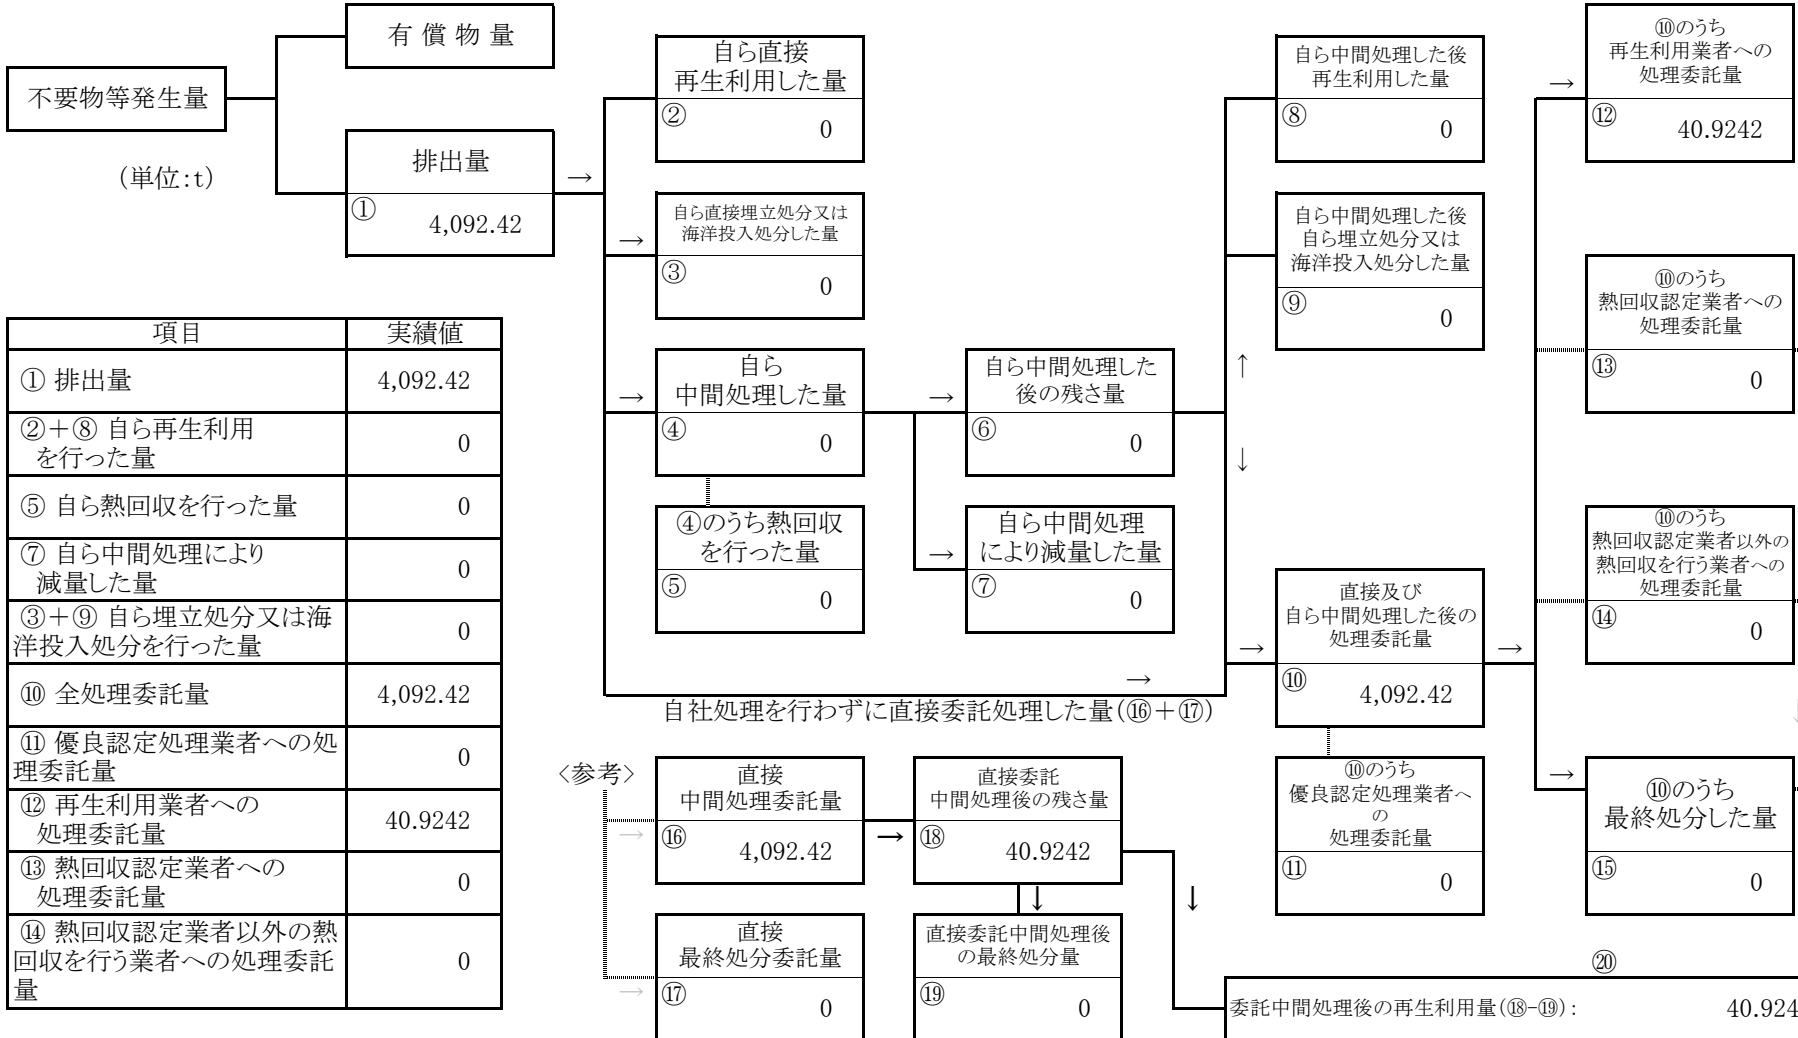 有 償 物 量
不要物等発生量
（単位:t）
排出量
①
4,092.42
→
自ら直接
再生利用した量
②
0
→
自ら直接埋立処分又は
海洋投入処分した量
③
0
→
自ら
中間処理した量
④
0
④のうち熱回収
を行った量
⑤
0
→
自ら中間処理した
後の残さ量
⑥
0
→
自ら中間処理
により減量した量
⑦
0
自ら中間処理した後
再生利用した量
⑧
0
自ら中間処理した後
自ら埋立処分又は
海洋投入処分した量
⑨
0
↑
↓
→
直接及び
自ら中間処理した後の
処理委託量
⑩
4,092.42
→
⑩のうち
優良認定処理業者へ
の
処理委託量
⑪
0
→
⑩のうち
再生利用業者への
処理委託量
⑫
40.9242
⑩のうち
熱回収認定業者への
処理委託量
⑬
0
⑩のうち
熱回収認定業者以外の
熱回収を行う業者への
処理委託量
⑭
0
→
⑩のうち
最終処分した量
⑮
0
→
自社処理を行わずに直接委託処理した量(⑯＋⑰)
項目
実績値
① 排出量
4,092.42
②＋⑧ 自ら再生利用
を行った量
0
⑤ 自ら熱回収を行った量
0
⑦ 自ら中間処理により
減量した量
0
③＋⑨ 自ら埋立処分又は海
洋投入処分を行った量
0
⑩ 全処理委託量
4,092.42
⑪ 優良認定処理業者への処
理委託量
0
⑫ 再生利用業者への
処理委託量
40.9242
⑬ 熱回収認定業者への
処理委託量
0
⑭ 熱回収認定業者以外の熱
回収を行う業者への処理委託
量
0
〈参考〉
→
直接
中間処理委託量
⑯
4,092.42
→
直接委託
中間処理後の残さ量
⑱
40.9242
↓
↓
→
直接
最終処分委託量
⑰
0
直接委託中間処理後
の最終処分量
⑲
0
⑳
委託中間処理後の再生利用量(⑱-⑲)：
40.924